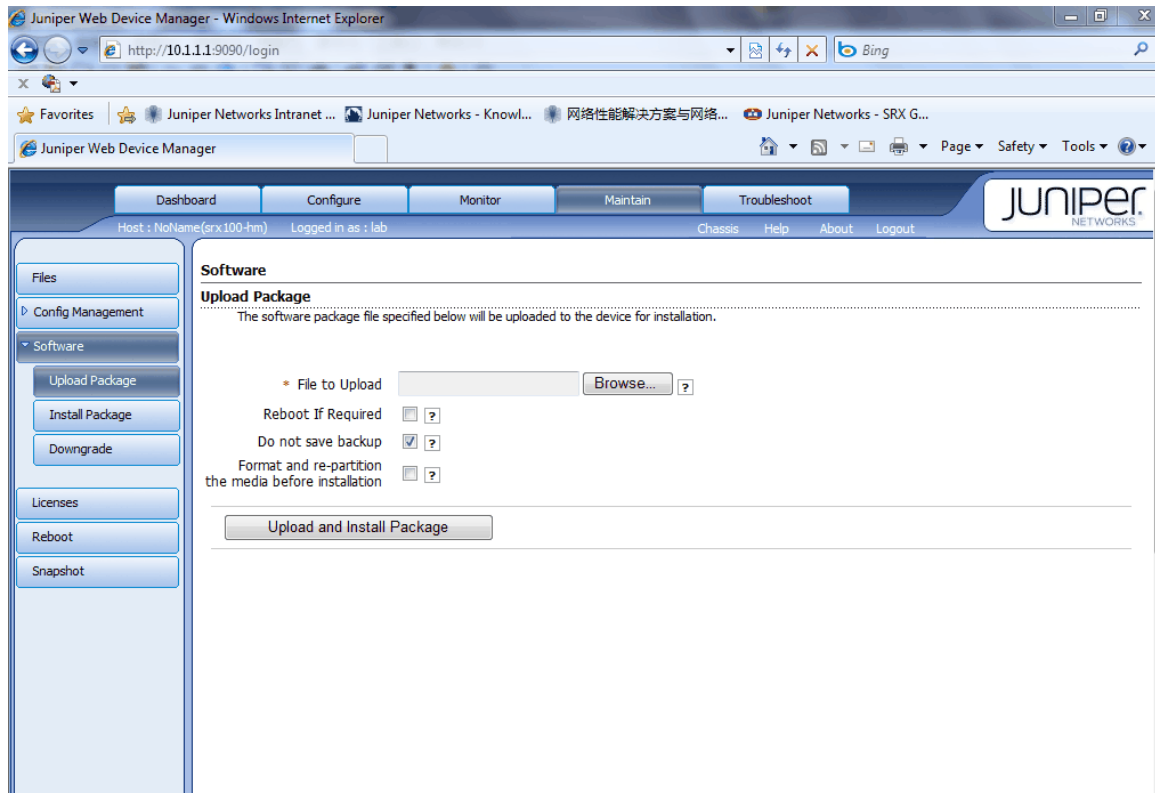 Juniper Web Device Manager - Windows Internet Explorer
http://10.1.1.1:9090/login
Bing
Favorites
Juniper Networks Intranet ...
Juniper Networks - Knowl...
网络性能解决方案与网络...
Juniper Networks - SRX G...
Juniper Web Device Manager
Page
Safety
Tools
Dashboard
Configure
Monitor
Maintain
Troubleshoot
JUNIPER
NETWORKS
Host : NoName(srx100-hm)
Logged in as : lab
Chassis
Help
About
Logout
Files
Config Management
Software
Upload Package
Install Package
Downgrade
Licenses
Reboot
Snapshot
Software
Upload Package
The software package file specified below will be uploaded to the device for installation.
* File to Upload
Browse...
?
Reboot If Required
?
Do not save backup
?
Format and re-partition
the media before installation
?
Upload and Install Package